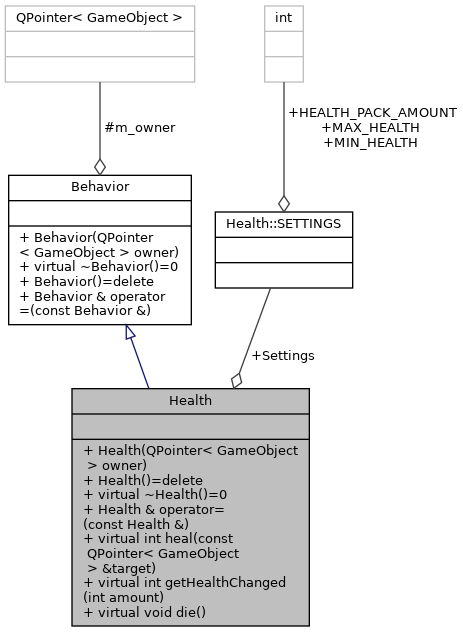 QPointer< GameObject >
int
#m_owner
+HEALTH_PACK_AMOUNT
+MAX_HEALTH
+MIN_HEALTH
Behavior
+ Behavior(QPointer
< GameObject > owner)
+ virtual ~Behavior()=0
+ Behavior()=delete
+ Behavior & operator
=(const Behavior &)
Health::SETTINGS
+Settings
Health
+ Health(QPointer< GameObject
> owner)
+ Health()=delete
+ virtual ~Health()=0
+ Health & operator=
(const Health &)
+ virtual int heal(const
QPointer< GameObject
> &target)
+ virtual int getHealthChanged
(int amount)
+ virtual void die()